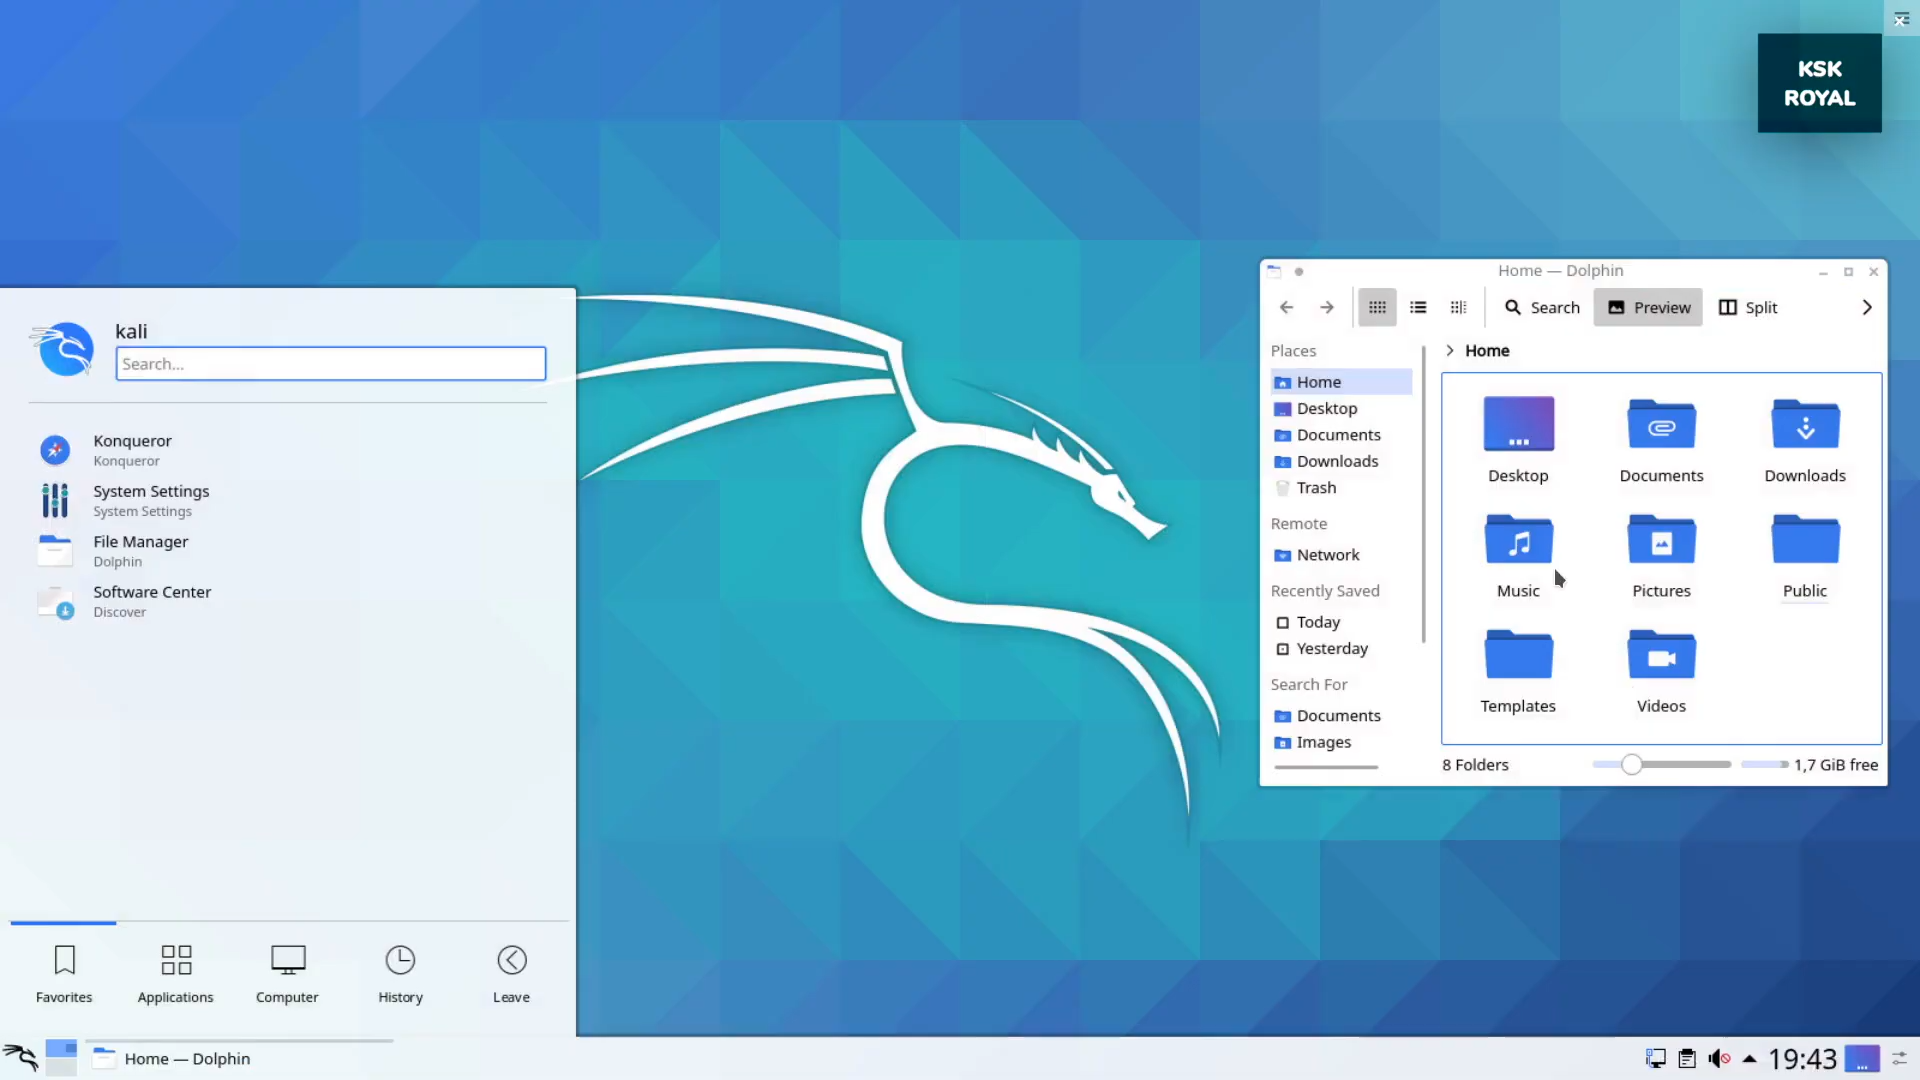 KSK
ROYAL
kali
Search...
Konqueror
Konqueror
System Settings
System Settings
File Manager
Dolphin
Software Center
Discover
Favorites
Applications
Computer
History
Leave
Home — Dolphin
Search
Preview
Split
Places
Home
Desktop
Documents
Downloads
Trash
Remote
Network
Recently Saved
Today
Yesterday
Search For
Documents
Images
Home
Desktop
Documents
Downloads
Music
Pictures
Public
Templates
Videos
8 Folders
1,7 GiB free
Home — Dolphin
19:43